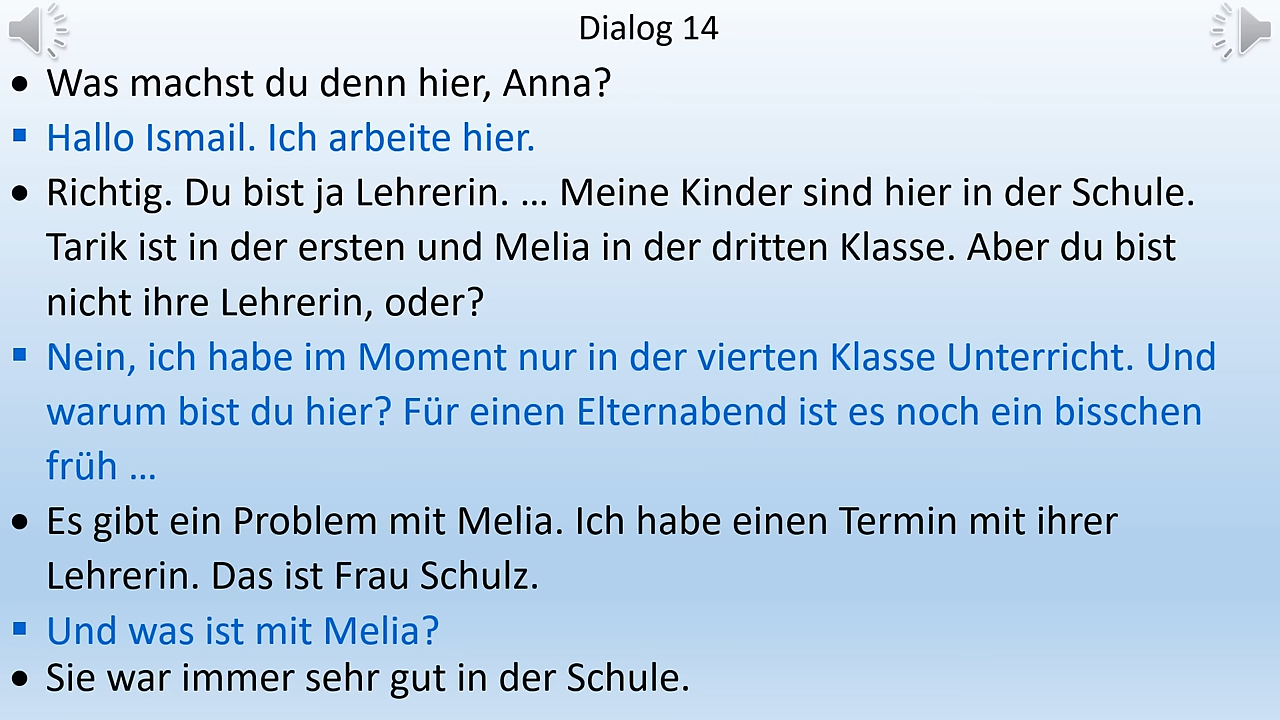 Dialog 14
• Was machst du denn hier, Anna?
▪ Hallo Ismail. Ich arbeite hier.
• Richtig. Du bist ja Lehrerin. … Meine Kinder sind hier in der Schule.
Tarik ist in der ersten und Melia in der dritten Klasse. Aber du bist
nicht ihre Lehrerin, oder?
▪ Nein, ich habe im Moment nur in der vierten Klasse Unterricht. Und
warum bist du hier? Für einen Elternabend ist es noch ein bisschen
früh …
• Es gibt ein Problem mit Melia. Ich habe einen Termin mit ihrer
Lehrerin. Das ist Frau Schulz.
▪ Und was ist mit Melia?
• Sie war immer sehr gut in der Schule.